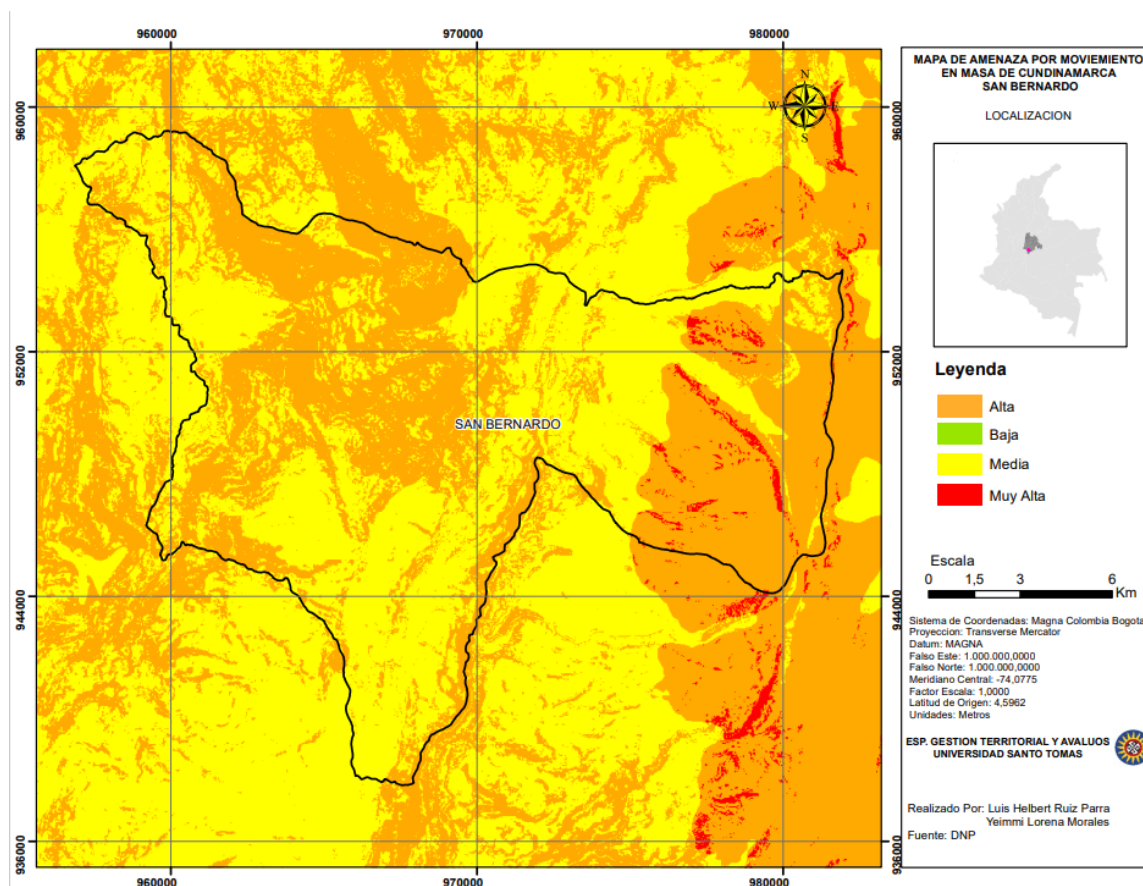 960000
970000
980000
960000
952000
944000
936000
N
W
E
S
SAN BERNARDO
960000
952000
944000
936000
960000
970000
980000
MAPA DE AMENAZA POR MOVIEMIENTO
EN MASA DE CUNDINAMARCA
SAN BERNARDO
LOCALIZACION
Leyenda
Alta
Baja
Media
Muy Alta
Escala
0 1,5 3 6
Km
Sistema de Coordenadas: Magna Colombia Bogota
Proyeccion: Transverse Mercator
Datum: MAGNA
Falso Este: 1.000.000,0000
Falso Norte: 1.000.000,0000
Meridiano Central: -74,0775
Factor Escala: 1,0000
Latitud de Origen: 4,5962
Unidades: Metros
ESP. GESTION TERRITORIAL Y AVALUOS
UNIVERSIDAD SANTO TOMAS
Realizado Por: Luis Helbert Ruiz Parra
Yeimmi Lorena Morales
Fuente: DNP